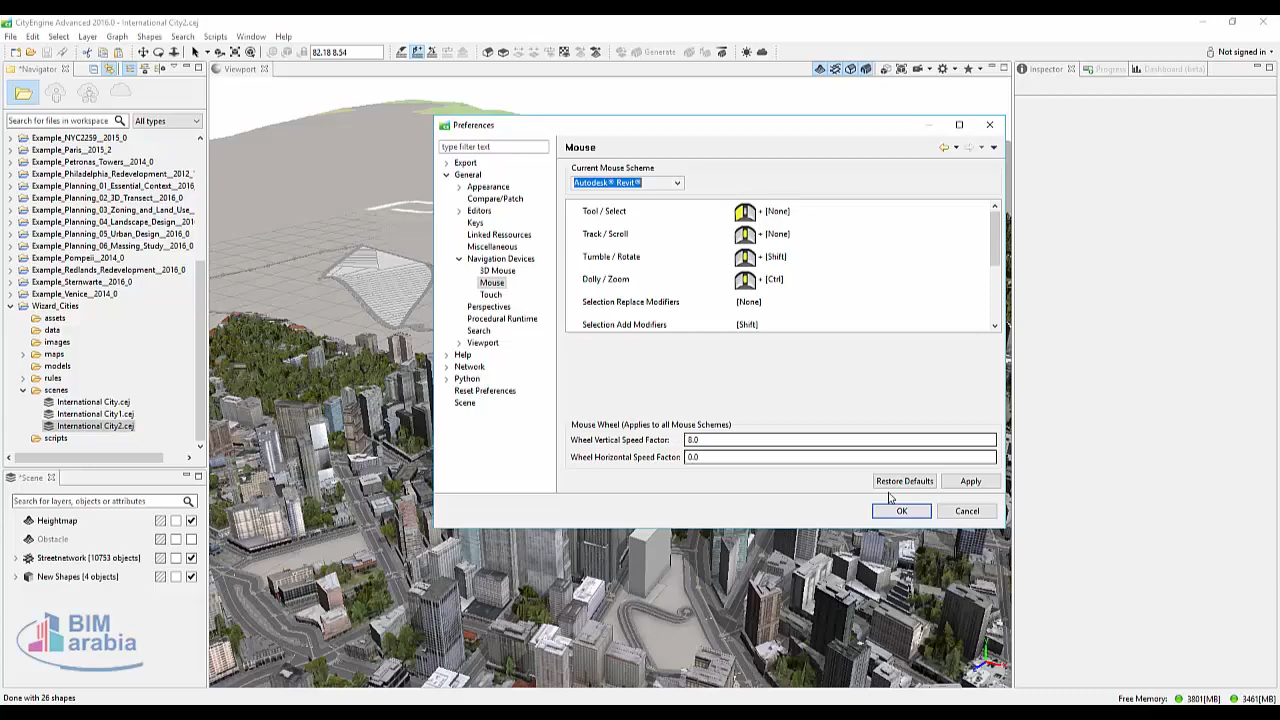 CityEngine Advanced 2016.0 - International City2.cej
File Edit Select Layer Graph Shapes Search Scripts Window Help
82.18 8.54
Generate
Not signed in
*Navigator
Search for files in workspace
All types
Example_NYC2259__2015_0
Example_Paris__2015_2
Example_Petronas_Towers__2014_0
Example_Philadelphia_Redevelopment__2012_
Example_Planning_01_Essential_Context__2016
Example_Planning_02_3D_Transect__2016_0
Example_Planning_03_Zoning_and_Land_Use_
Example_Planning_04_Landscape_Design__201
Example_Planning_05_Urban_Design__2016_0
Example_Planning_06_Massing_Study__2016_0
Example_Pompeii__2014_0
Example_Redlands_Redevelopment__2016_0
Example_Sternwarte__2016_0
Example_Venice__2014_0
Wizard_Cities
assets
data
images
maps
models
rules
scenes
International City.cej
International City1.cej
International City2.cej
scripts
*Scene
Search for layers, objects or attributes
Heightmap
Obstacle
Streetnetwork [10753 objects]
New Shapes [4 objects]
BIM
arabia
Done with 26 shapes
Viewport
Preferences
type filter text
Export
General
Appearance
Compare/Patch
Editors
Keys
Linked Resources
Miscellaneous
Navigation Devices
3D Mouse
Mouse
Touch
Perspectives
Procedural Runtime
Search
Viewport
Help
Network
Python
Reset Preferences
Scene
Mouse
Current Mouse Scheme
Autodesk® Revit®
Tool / Select + [None]
Track / Scroll + [None]
Tumble / Rotate + [Shift]
Dolly / Zoom + [Ctrl]
Selection Replace Modifiers [None]
Selection Add Modifiers [Shift]
Mouse Wheel (Applies to all Mouse Schemes)
Wheel Vertical Speed Factor: 8.0
Wheel Horizontal Speed Factor: 0.0
Restore Defaults Apply
OK Cancel
Inspector Progress Dashboard (beta)
Free Memory: 3801[MB] 3461[MB]